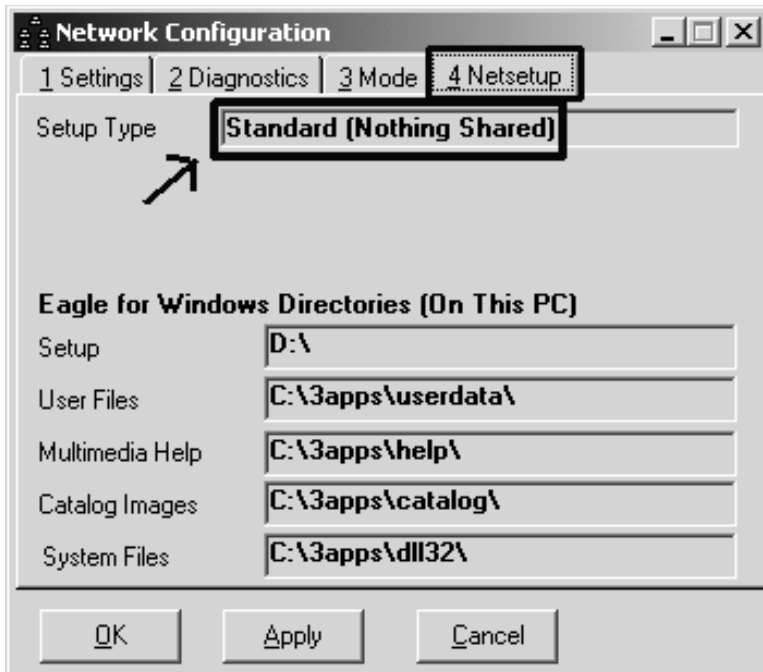 Network Configuration
1 Settings 2 Diagnostics 3 Mode 4 Netsetup
Setup Type Standard (Nothing Shared)
Eagle for Windows Directories (On This PC)
Setup D:\
User Files C:\3apps\userdata\
Multimedia Help C:\3apps\help\
Catalog Images C:\3apps\catalog\
System Files C:\3apps\dll32\
OK Apply Cancel